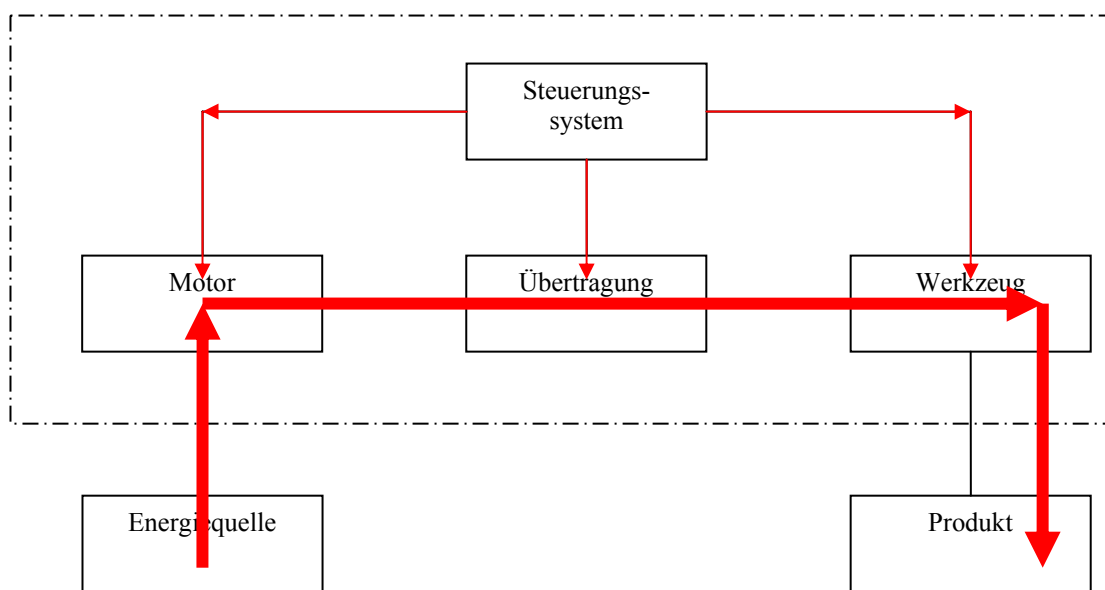 Steuerungs-
system
Motor
Übertragung
Werkzeug
Energiequelle
Produkt